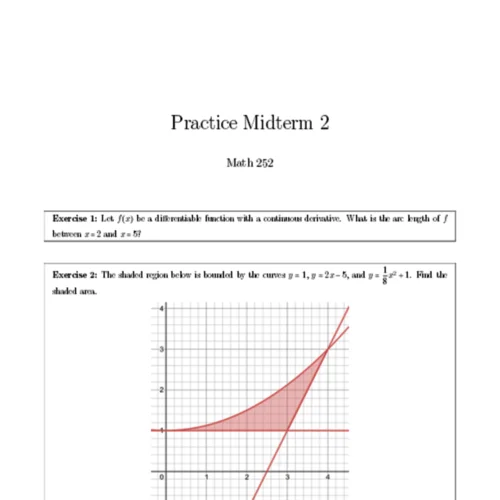 Practice Midterm 2
Math 252
Exercise 1: Let f(x) be a differentiable function with a continuous derivative. What is the arc length of f
between x = 2 and x = 5?
Exercise 2: The shaded region below is bounded by the curves y = 1, y = 2x − 5, and y = 1/8 x² + 1. Find the
shaded area.
4
3
2
1
0 1 2 3 4